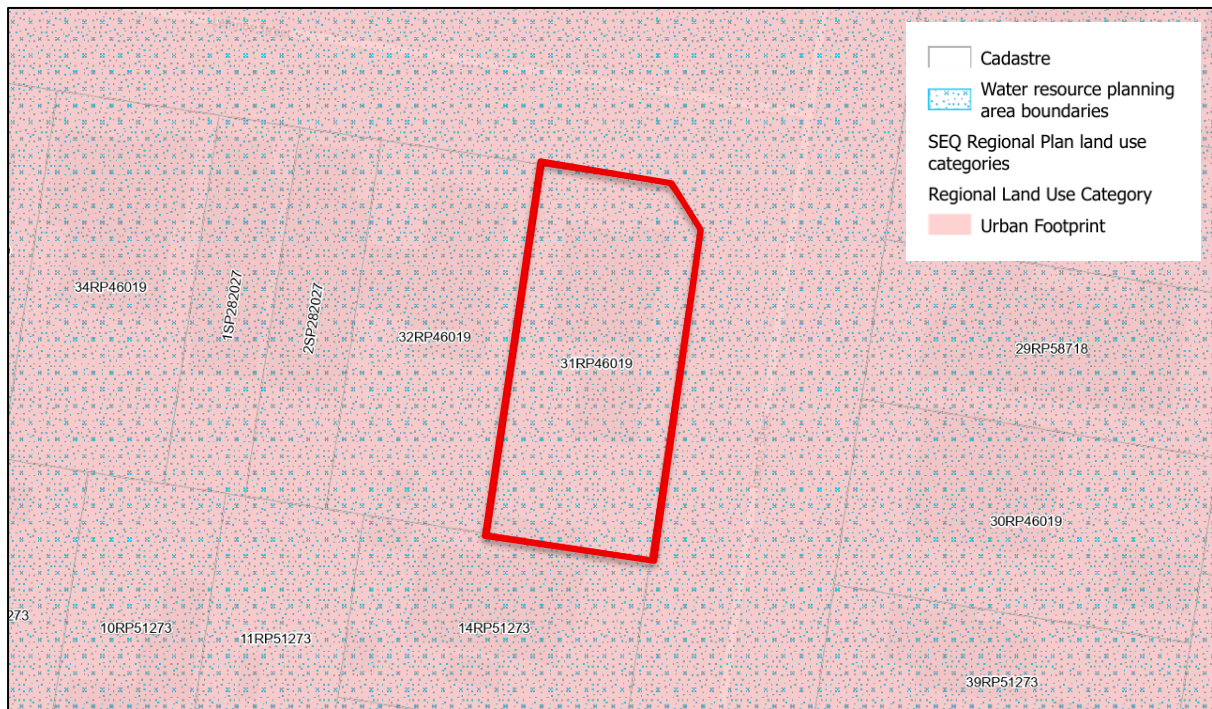 Cadastre
Water resource planning
area boundaries
SEQ Regional Plan land use
categories
Regional Land Use Category
Urban Footprint
34RP46019
1SP282027
2SP282027
32RP46019
31RP46019
29RP58718
30RP46019
273
10RP51273
11RP51273
14RP51273
39RP51273